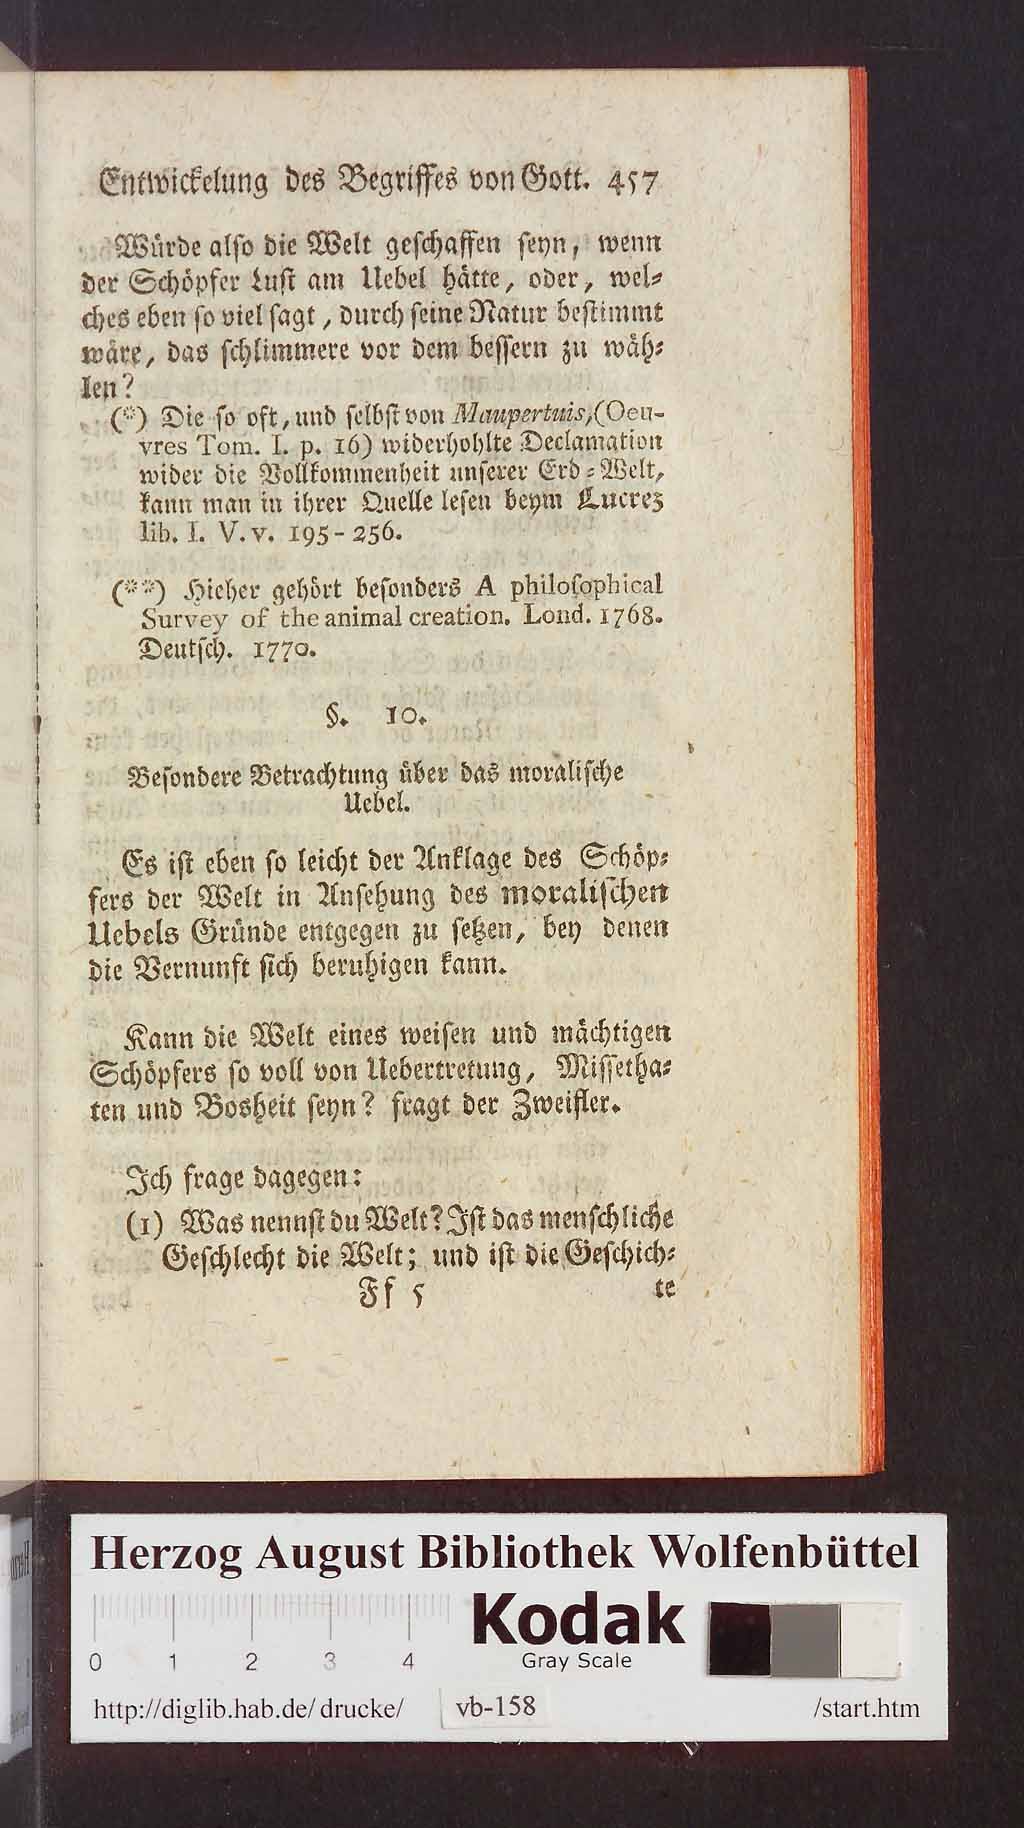 Entwickelung des Begriffes von Gott. 457
Würde also die Welt geschaffen seyn, wenn
der Schöpfer Lust am Uebel hätte, oder, wel-
ches eben so viel sagt, durch seine Natur bestimmt
wäre, das schlimmere vor dem bessern zu wäh-
len?
(*) Die so oft, und selbst von Maupertuis, (Oeu-
vres Tom. I. p. 16) widerhohlte Declamation
wider die Vollkommenheit unserer Erd-Welt,
kann man in ihrer Quelle lesen beym Lucrez
lib. I. V. v. 195-256.
(**) Hieher gehört besonders A philosophical
Survey of the animal creation. Lond. 1768.
Deutsch. 1770.
§. 10.
Besondere Betrachtung über das moralische
Uebel.
Es ist eben so leicht der Anklage des Schöp-
fers der Welt in Ansehung des moralischen
Uebels Gründe entgegen zu setzen, bey denen
die Vernunft sich beruhigen kann.
Kann die Welt eines weisen und mächtigen
Schöpfers so voll von Uebertretung, Missetha-
ten und Bosheit seyn? fragt der Zweifler.
Ich frage dagegen:
(1) Was nennst du Welt? Ist das menschliche
Geschlecht die Welt; und ist die Geschich-
Ff 5 te
Herzog August Bibliothek Wolfenbüttel
Kodak
0 1 2 3 4 Gray Scale
http://diglib.hab.de/drucke/ vb-158 /start.htm